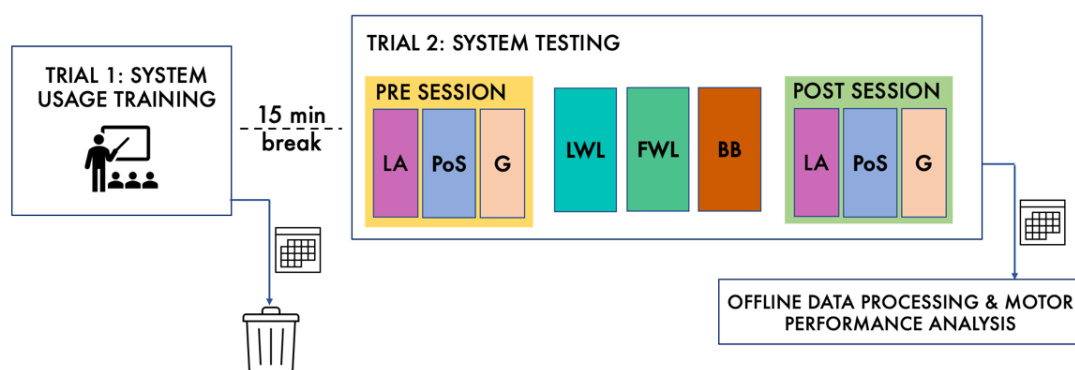 TRIAL 1: SYSTEM
USAGE TRAINING
15 min
break
TRIAL 2: SYSTEM TESTING
PRE SESSION
LA
PoS
G
LWL
FWL
BB
POST SESSION
LA
PoS
G
OFFLINE DATA PROCESSING & MOTOR
PERFORMANCE ANALYSIS